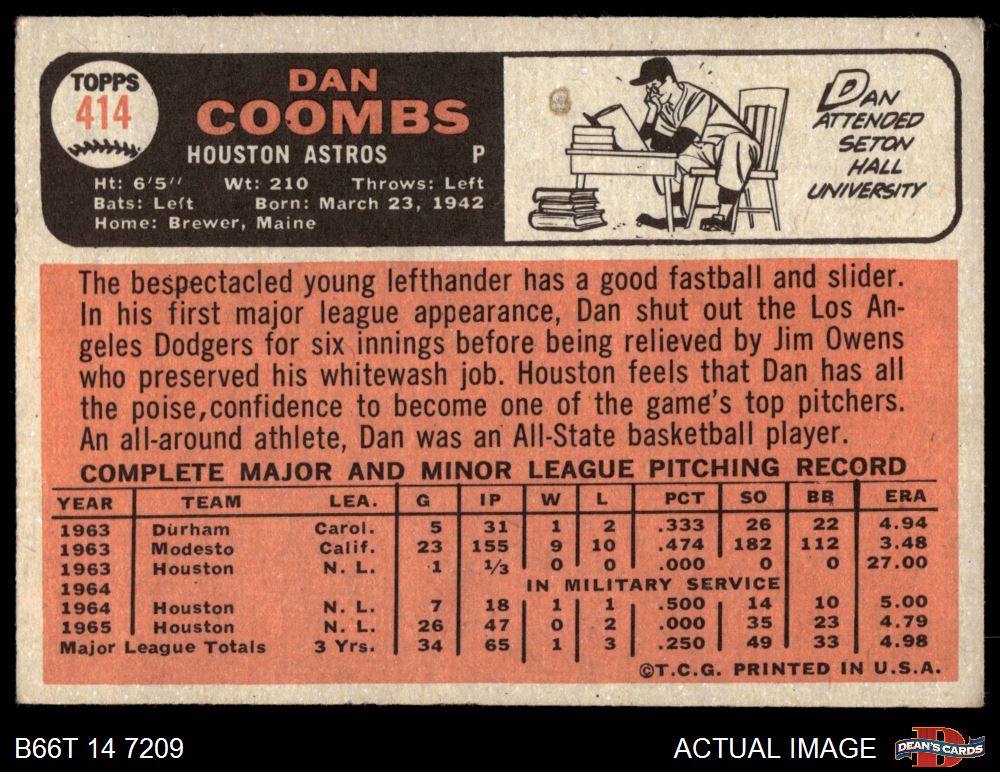 TOPPS
414
DAN
COOMBS
HOUSTON ASTROS P
Ht: 6'5" Wt: 210 Throws: Left
Bats: Left Born: March 23, 1942
Home: Brewer, Maine
DAN
ATTENDED
SETON
HALL
UNIVERSITY
The bespectacled young lefthander has a good fastball and slider.
In his first major league appearance, Dan shut out the Los An-
geles Dodgers for six innings before being relieved by Jim Owens
who preserved his whitewash job. Houston feels that Dan has all
the poise, confidence to become one of the game's top pitchers.
An all-around athlete, Dan was an All-State basketball player.
COMPLETE MAJOR AND MINOR LEAGUE PITCHING RECORD
YEAR TEAM LEA. G IP W L PCT SO BB ERA
1963 Durham Carol. 5 31 1 2 .333 26 22 4.94
1963 Modesto Calif. 23 155 9 10 .474 182 112 3.48
1963 Houston N. L. 1 1/3 0 0 .000 0 0 27.00
1964 IN MILITARY SERVICE
1964 Houston N. L. 7 18 1 1 .500 14 10 5.00
1965 Houston N. L. 26 47 0 2 .000 35 23 4.79
Major League Totals 3 Yrs. 34 65 1 3 .250 49 33 4.98
©T.C.G. PRINTED IN U.S.A.
B66T 14 7209
ACTUAL IMAGE
D
DEAN'S CARDS